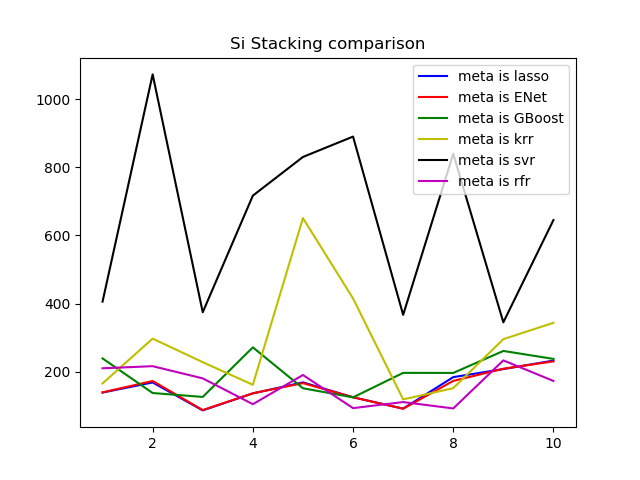 Si Stacking comparison
1000
800
600
400
200
2
4
6
8
10
meta is lasso
meta is ENet
meta is GBoost
meta is krr
meta is svr
meta is rfr